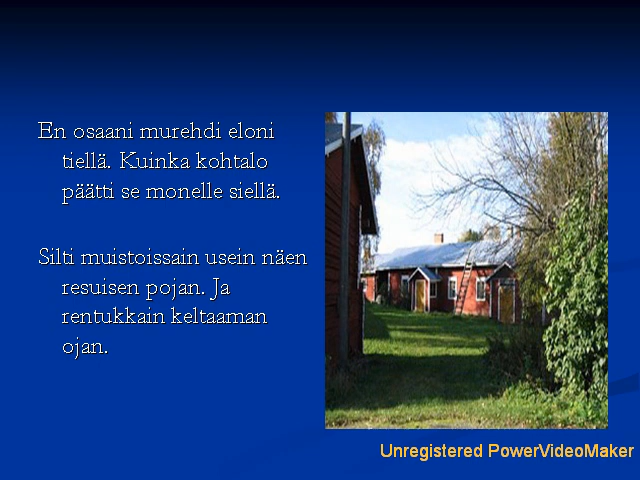 En osaani murehdi eloni
tiellä. Kuinka kohtalo
päätti se monelle siellä.
Silti muistoissain usein näen
resuisen pojan. Ja
rentukkain keltaaman
ojan.
Unregistered PowerVideoMaker